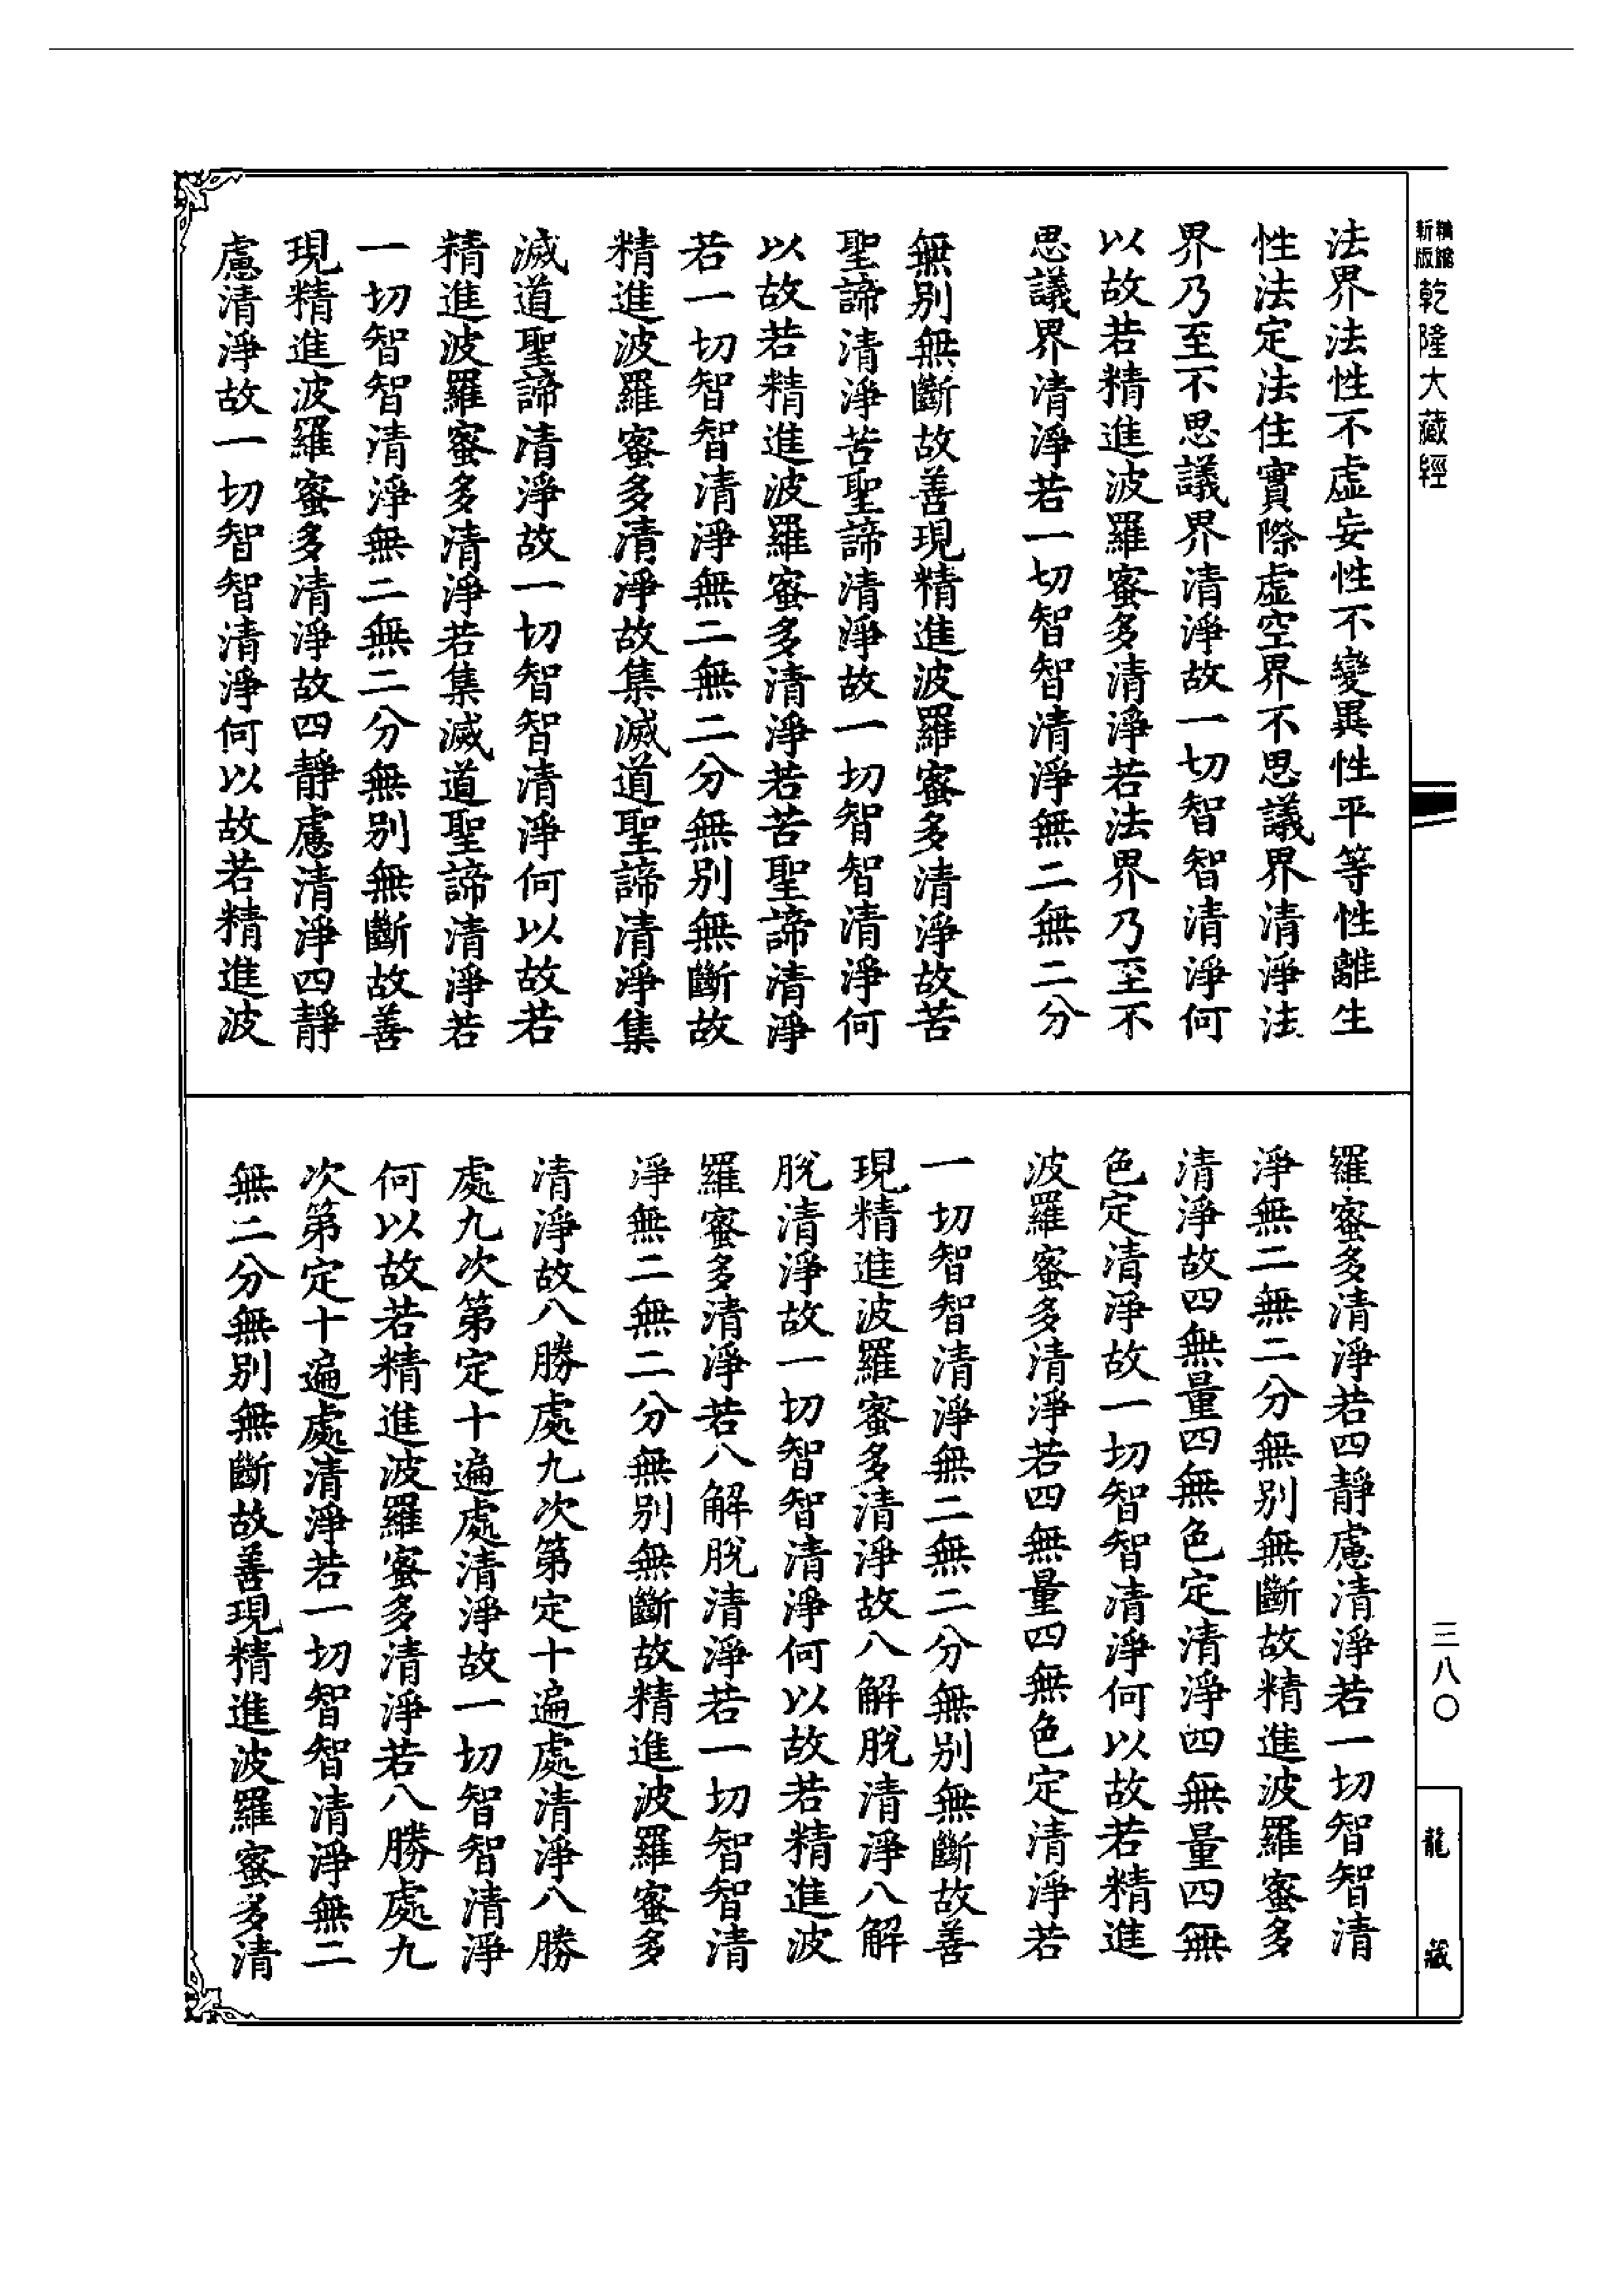 精繕新版乾隆大藏經
法界法性不虛妄性不變異性平等性離生
性法定法住實際虛空界不思議界清淨法
界乃至不思議界清淨故一切智智清淨何
以故若精進波羅蜜多清淨若法界乃至不
思議界清淨若一切智智清淨無二無二分
無別無斷故善現精進波羅蜜多清淨故苦
聖諦清淨苦聖諦清淨故一切智智清淨何
以故若精進波羅蜜多清淨若苦聖諦清淨
若一切智智清淨無二無二分無別無斷故
精進波羅蜜多清淨故集滅道聖諦清淨集
滅道聖諦清淨故一切智智清淨何以故若
精進波羅蜜多清淨若集滅道聖諦清淨若
一切智智清淨無二無二分無別無斷故善
現精進波羅蜜多清淨故四靜慮清淨四靜
慮清淨故一切智智清淨何以故若精進波
羅蜜多清淨若四靜慮清淨若一切智智清
淨無二無二分無別無斷故精進波羅蜜多
清淨故四無量四無色定清淨四無量四無
色定清淨故一切智智清淨何以故若精進
波羅蜜多清淨若四無量四無色定清淨若
一切智智清淨無二無二分無別無斷故善
現精進波羅蜜多清淨故八解脫清淨八解
脫清淨故一切智智清淨何以故若精進波
羅蜜多清淨若八解脫清淨若一切智智清
淨無二無二分無別無斷故精進波羅蜜多
清淨故八勝處九次第定十遍處清淨八勝
處九次第定十遍處清淨故一切智智清淨
何以故若精進波羅蜜多清淨若八勝處九
次第定十遍處清淨若一切智智清淨無二
無二分無別無斷故善現精進波羅蜜多清
三八〇
龍藏